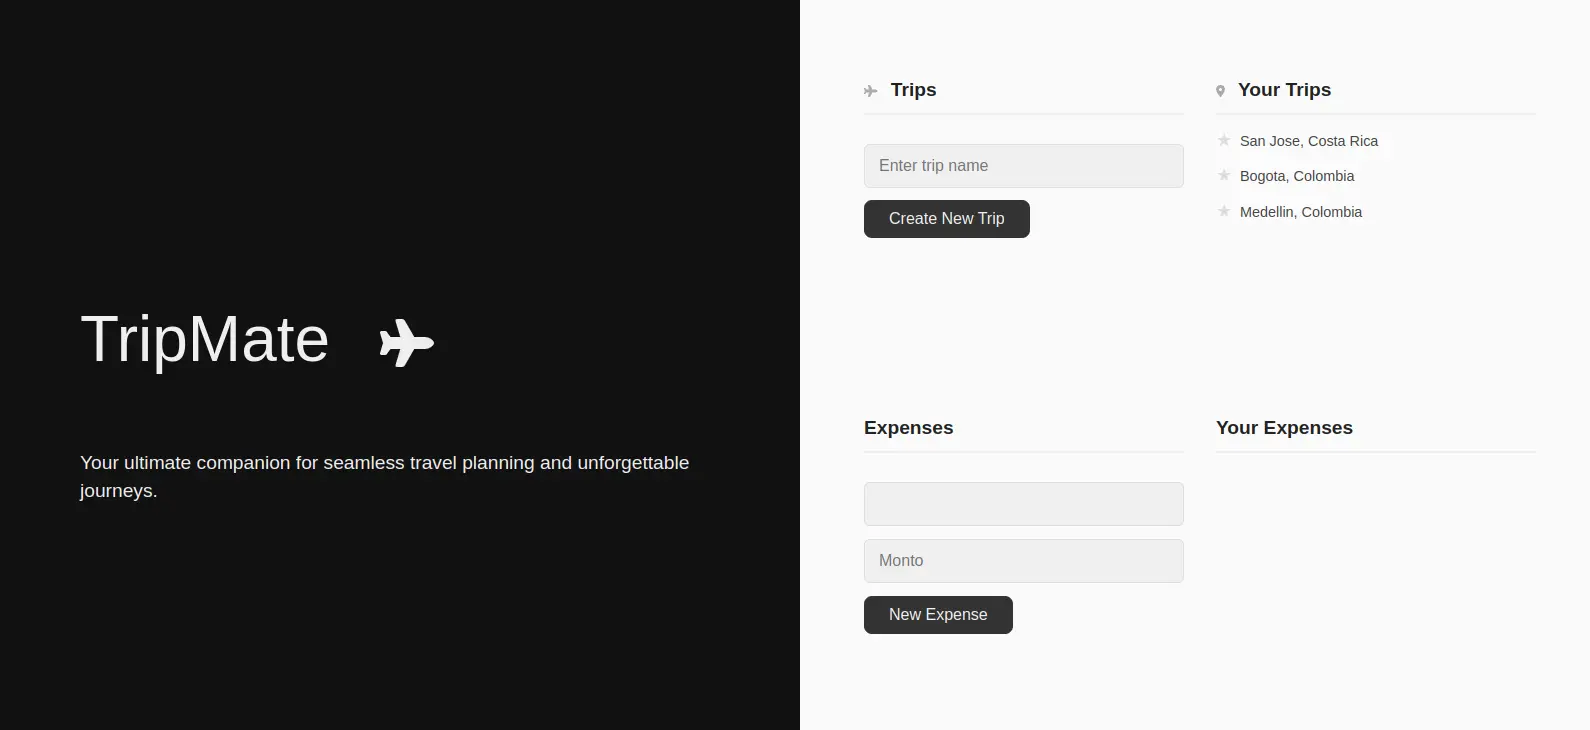 TripMate
Your ultimate companion for seamless travel planning and unforgettable
journeys.
Trips
Enter trip name
Create New Trip
Your Trips
San Jose, Costa Rica
Bogota, Colombia
Medellin, Colombia
Expenses
Monto
New Expense
Your Expenses